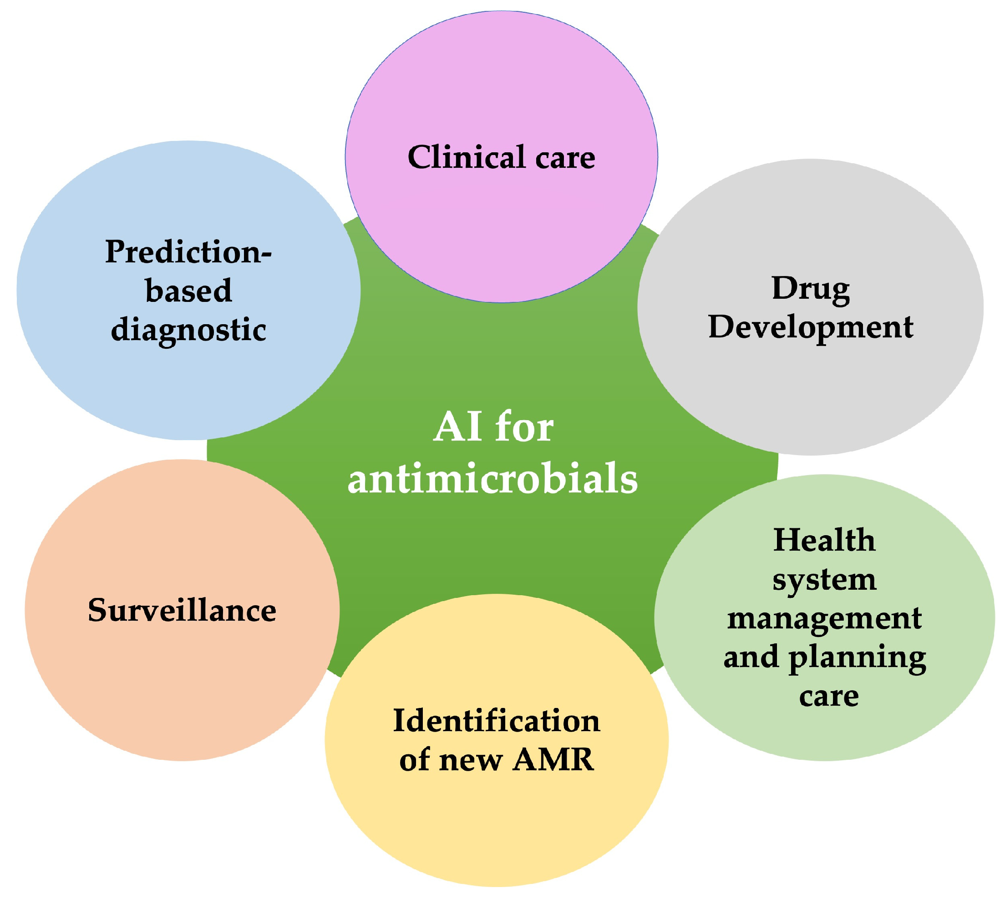 Clinical care
Prediction-
based
diagnostic
Drug
Development
AI for
antimicrobials
Surveillance
Health
system
management
and planning
care
Identification
of new AMR